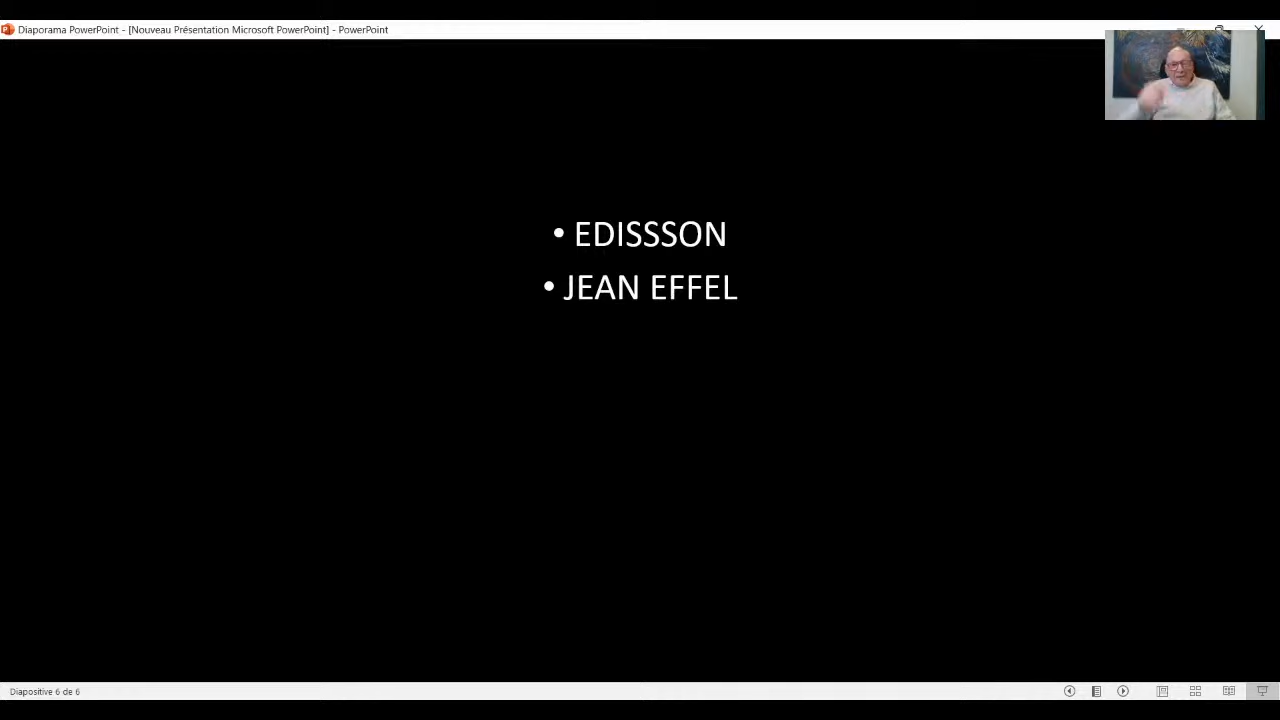 Diaporama PowerPoint - [Nouveau Présentation Microsoft PowerPoint] - PowerPoint
• EDISSSON
• JEAN EFFEL
Diapositive 6 de 6